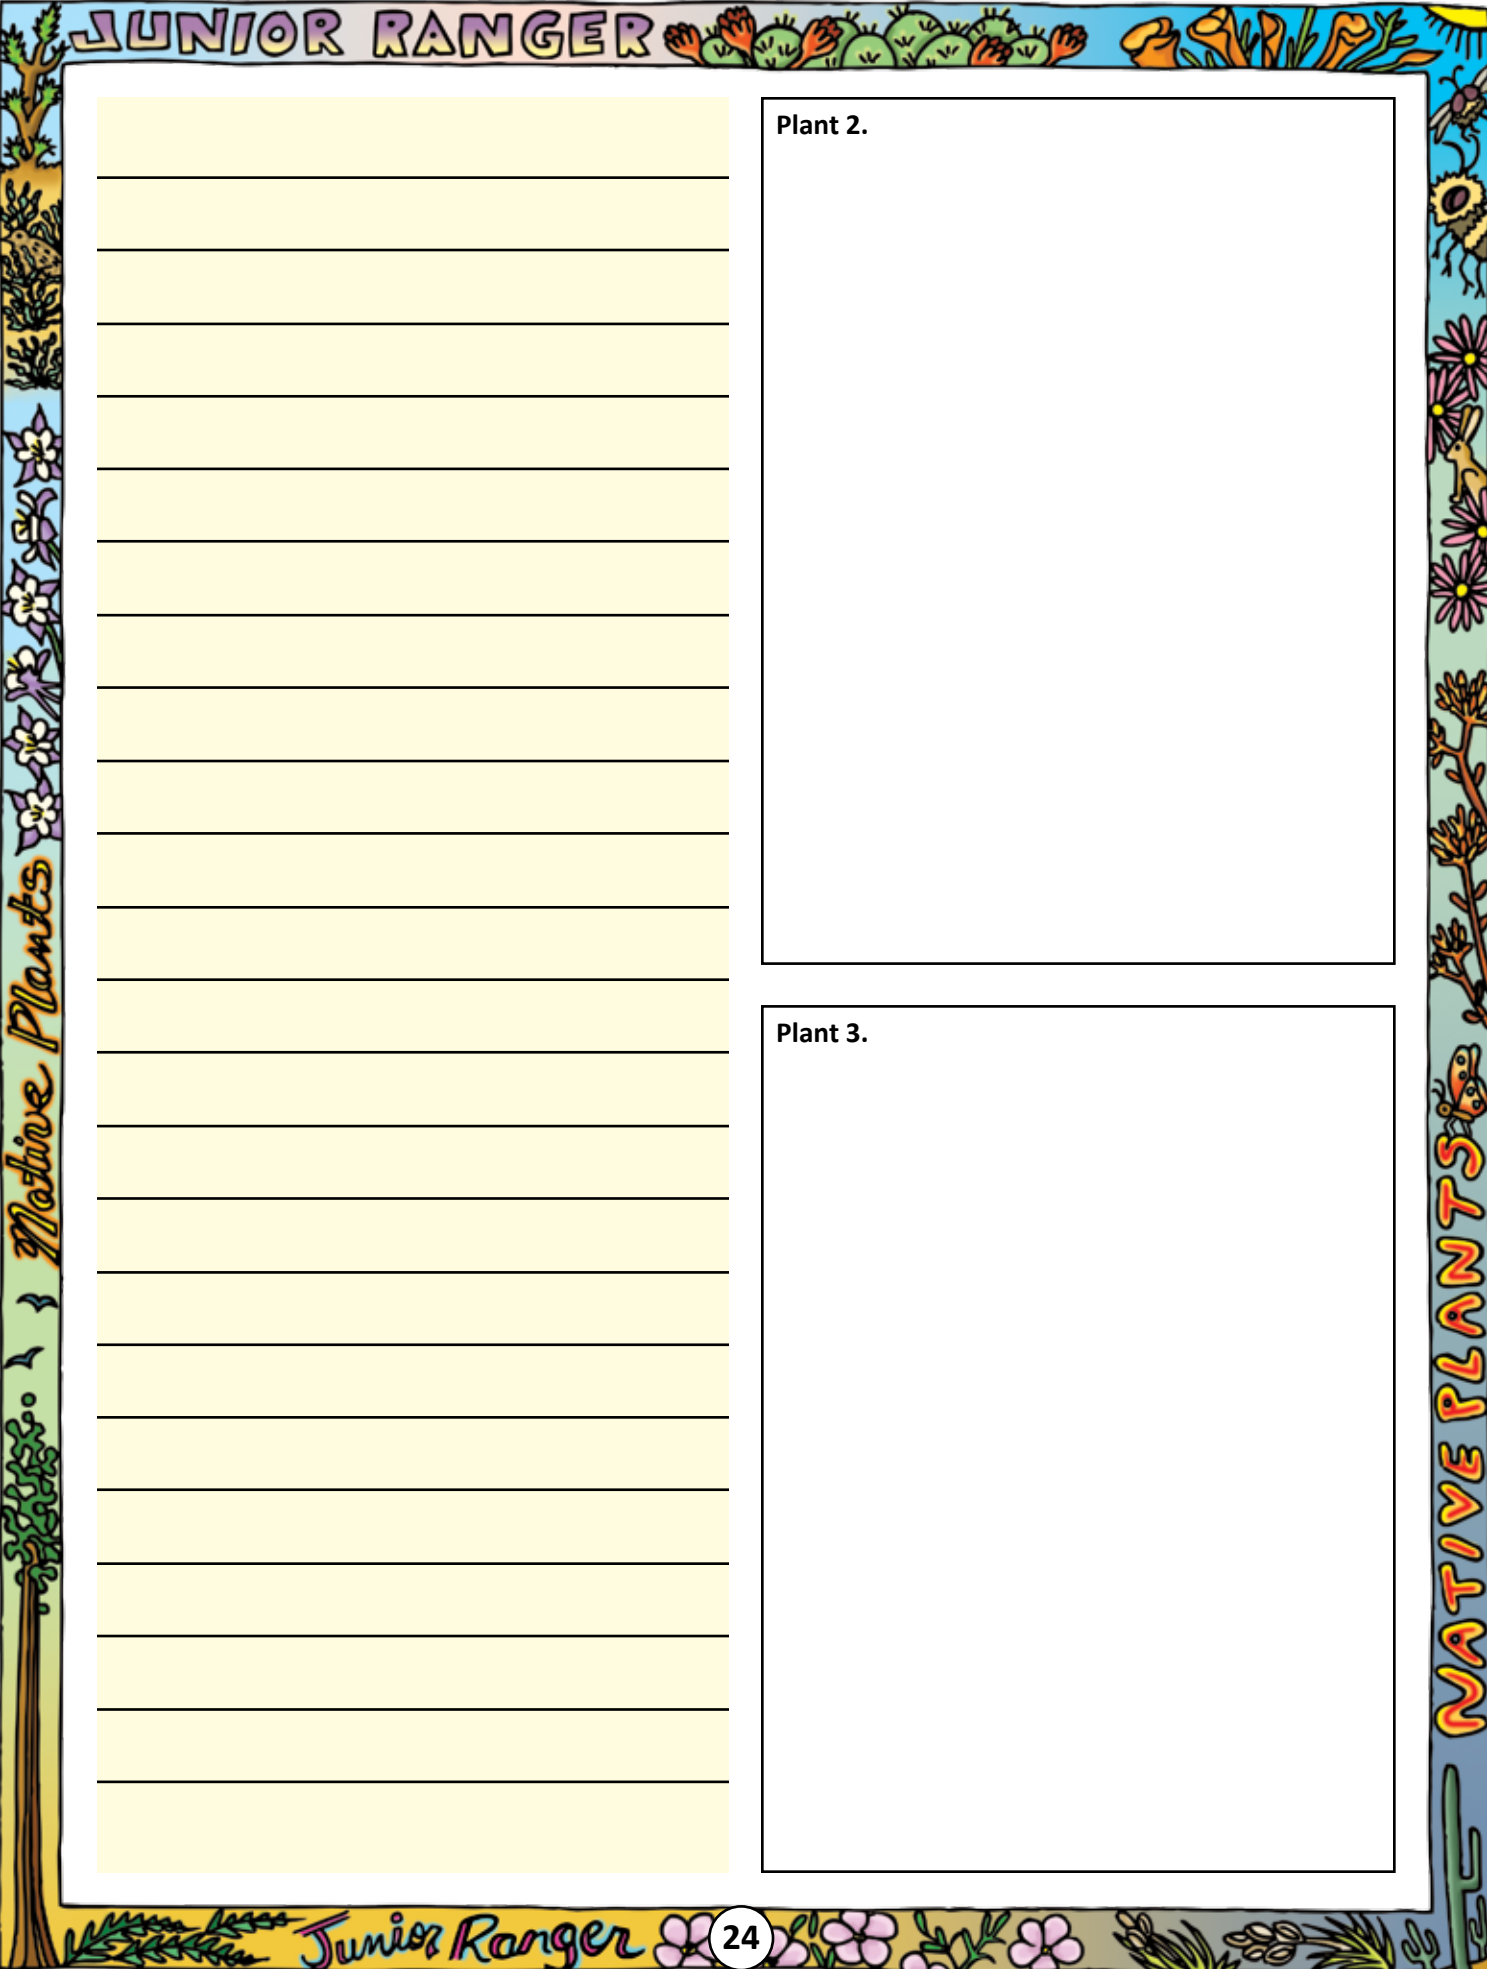 JUNIOR RANGER
Plant 2.
Plant 3.
Native Plants
NATIVE PLANTS
Junior Ranger
24